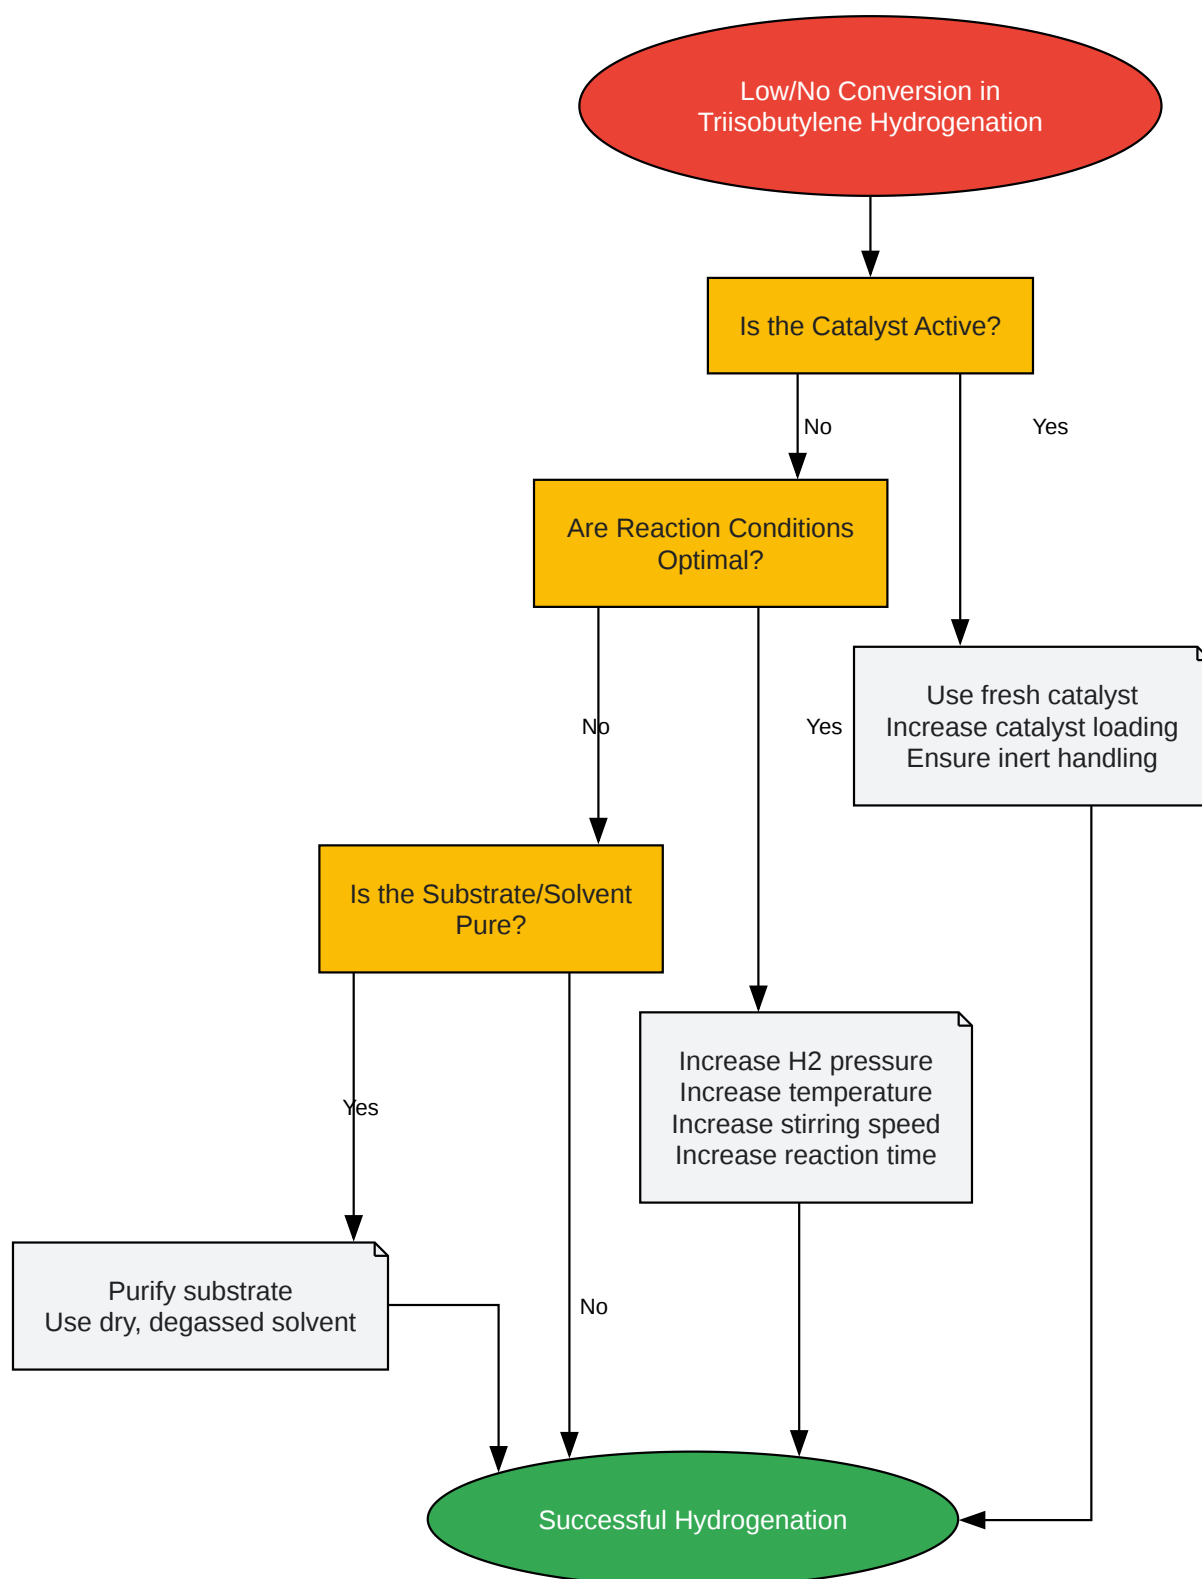 Low/No Conversion in
Triisobutylene Hydrogenation
Is the Catalyst Active?
No
Yes
Are Reaction Conditions
Optimal?
Use fresh catalyst
Increase catalyst loading
Ensure inert handling
No
Yes
Is the Substrate/Solvent
Pure?
Increase H2 pressure
Increase temperature
Increase stirring speed
Increase reaction time
Yes
Purify substrate
Use dry, degassed solvent
No
Successful Hydrogenation